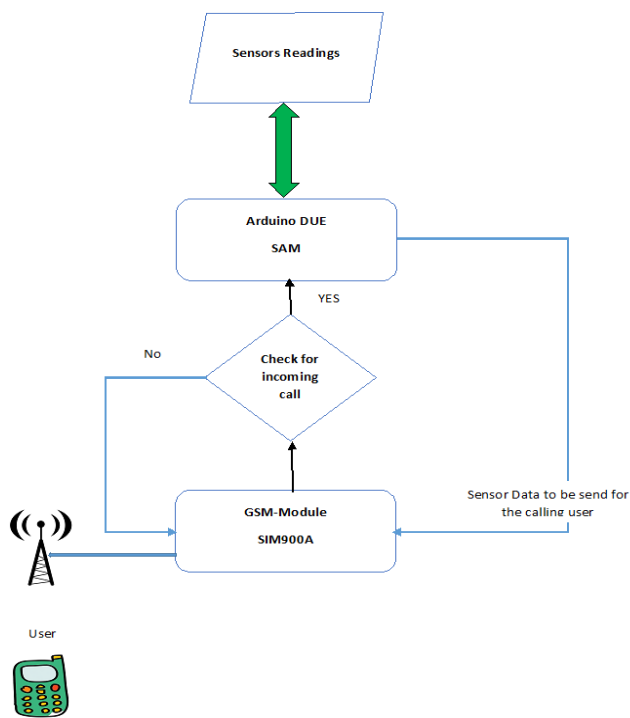 Sensors Readings
Arduino DUE
SAM
YES
No
Check for
incoming
call
Sensor Data to be send for
the calling user
GSM-Module
SIM900A
User